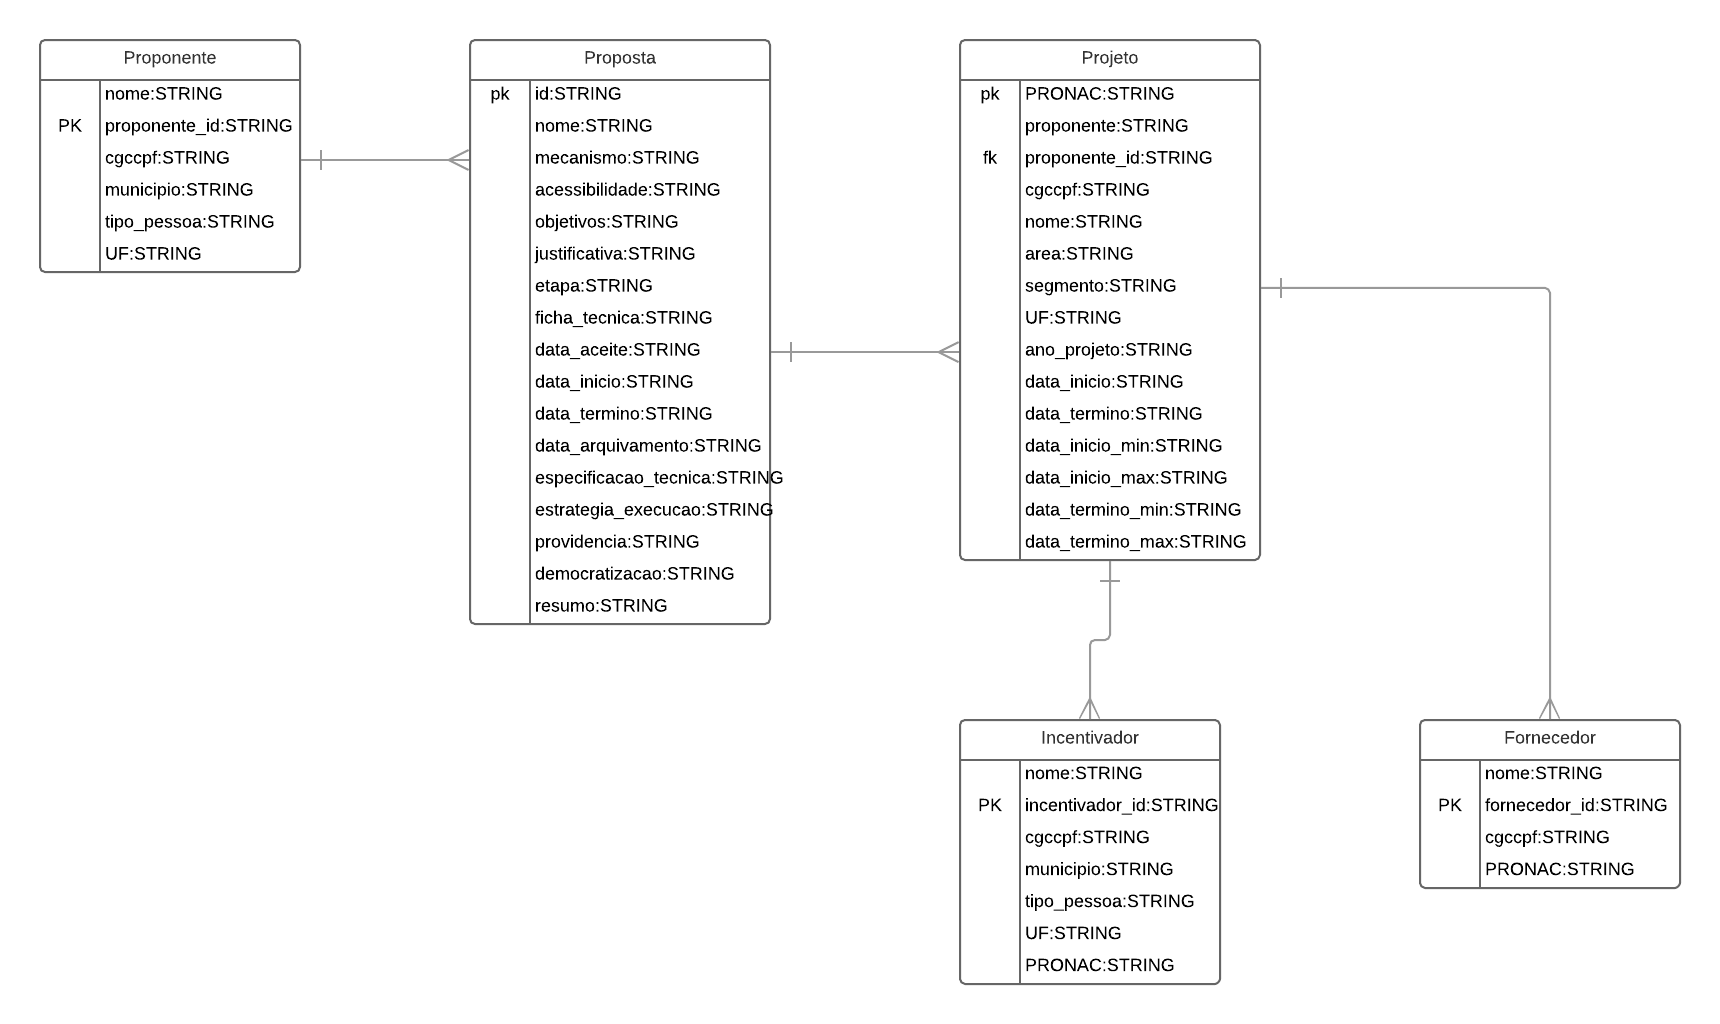 Proponente
nome:STRING
PK proponente_id:STRING
cgccpf:STRING
municipio:STRING
tipo_pessoa:STRING
UF:STRING
Proposta
pk id:STRING
nome:STRING
mecanismo:STRING
acessibilidade:STRING
objetivos:STRING
justificativa:STRING
etapa:STRING
ficha_tecnica:STRING
data_aceite:STRING
data_inicio:STRING
data_termino:STRING
data_arquivamento:STRING
especificacao_tecnica:STRING
estrategia_execucao:STRING
providencia:STRING
democratizacao:STRING
resumo:STRING
Projeto
pk PRONAC:STRING
proponente:STRING
fk proponente_id:STRING
cgccpf:STRING
nome:STRING
area:STRING
segmento:STRING
UF:STRING
ano_projeto:STRING
data_inicio:STRING
data_termino:STRING
data_inicio_min:STRING
data_inicio_max:STRING
data_termino_min:STRING
data_termino_max:STRING
Incentivador
nome:STRING
PK incentivador_id:STRING
cgccpf:STRING
municipio:STRING
tipo_pessoa:STRING
UF:STRING
PRONAC:STRING
Fornecedor
nome:STRING
PK fornecedor_id:STRING
cgccpf:STRING
PRONAC:STRING